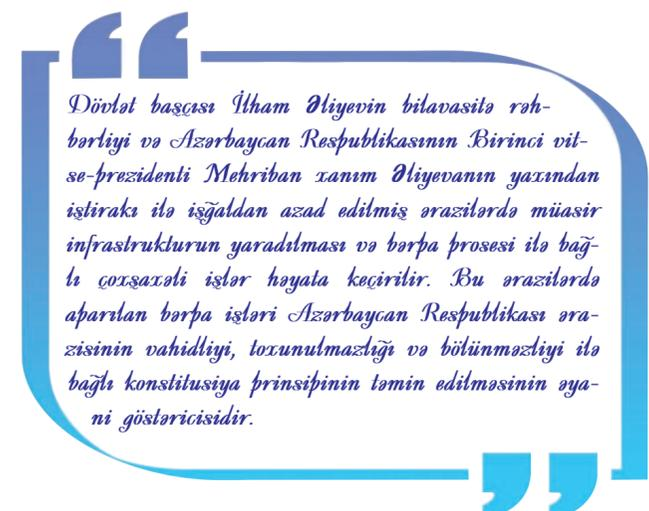 Dövlət başçısı İlham Əliyevin bilavasitə rəh-
bərliyi və Azərbaycan Respublikasının Birinci vit-
se-prezidenti Mehriban xanım Əliyevanın yaxından
iştirakı ilə işğaldan azad edilmiş ərazilərdə müasir
infrastrukturun yaradılması və bərpa prosesi ilə bağ-
lı çoxşaxəli işlər həyata keçirilir. Bu ərazilərdə
aparılan bərpa işləri Azərbaycan Respublikası əra-
zisinin vahidliyi, toxunulmazlığı və bölünməzliyi ilə
bağlı konstitusiya prinsipinin təmin edilməsinin əya-
ni göstəricisidir.